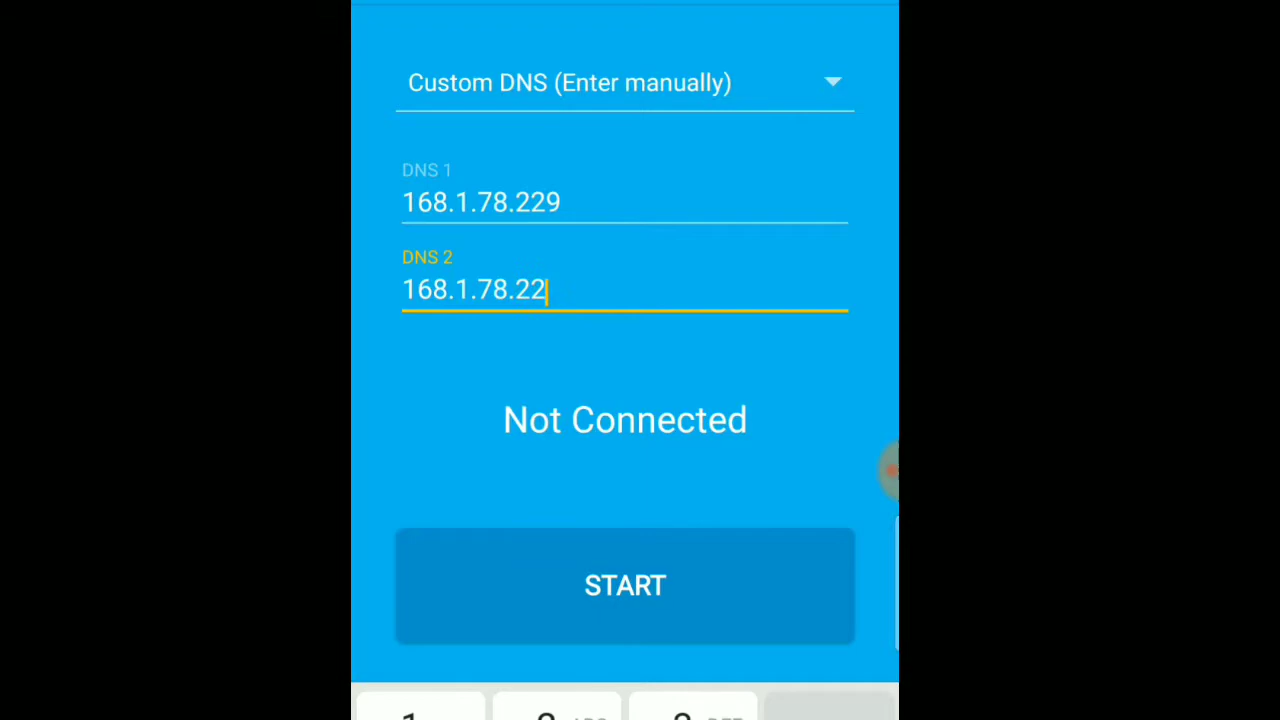 Custom DNS (Enter manually)
DNS 1
168.1.78.229
DNS 2
168.1.78.22
Not Connected
START